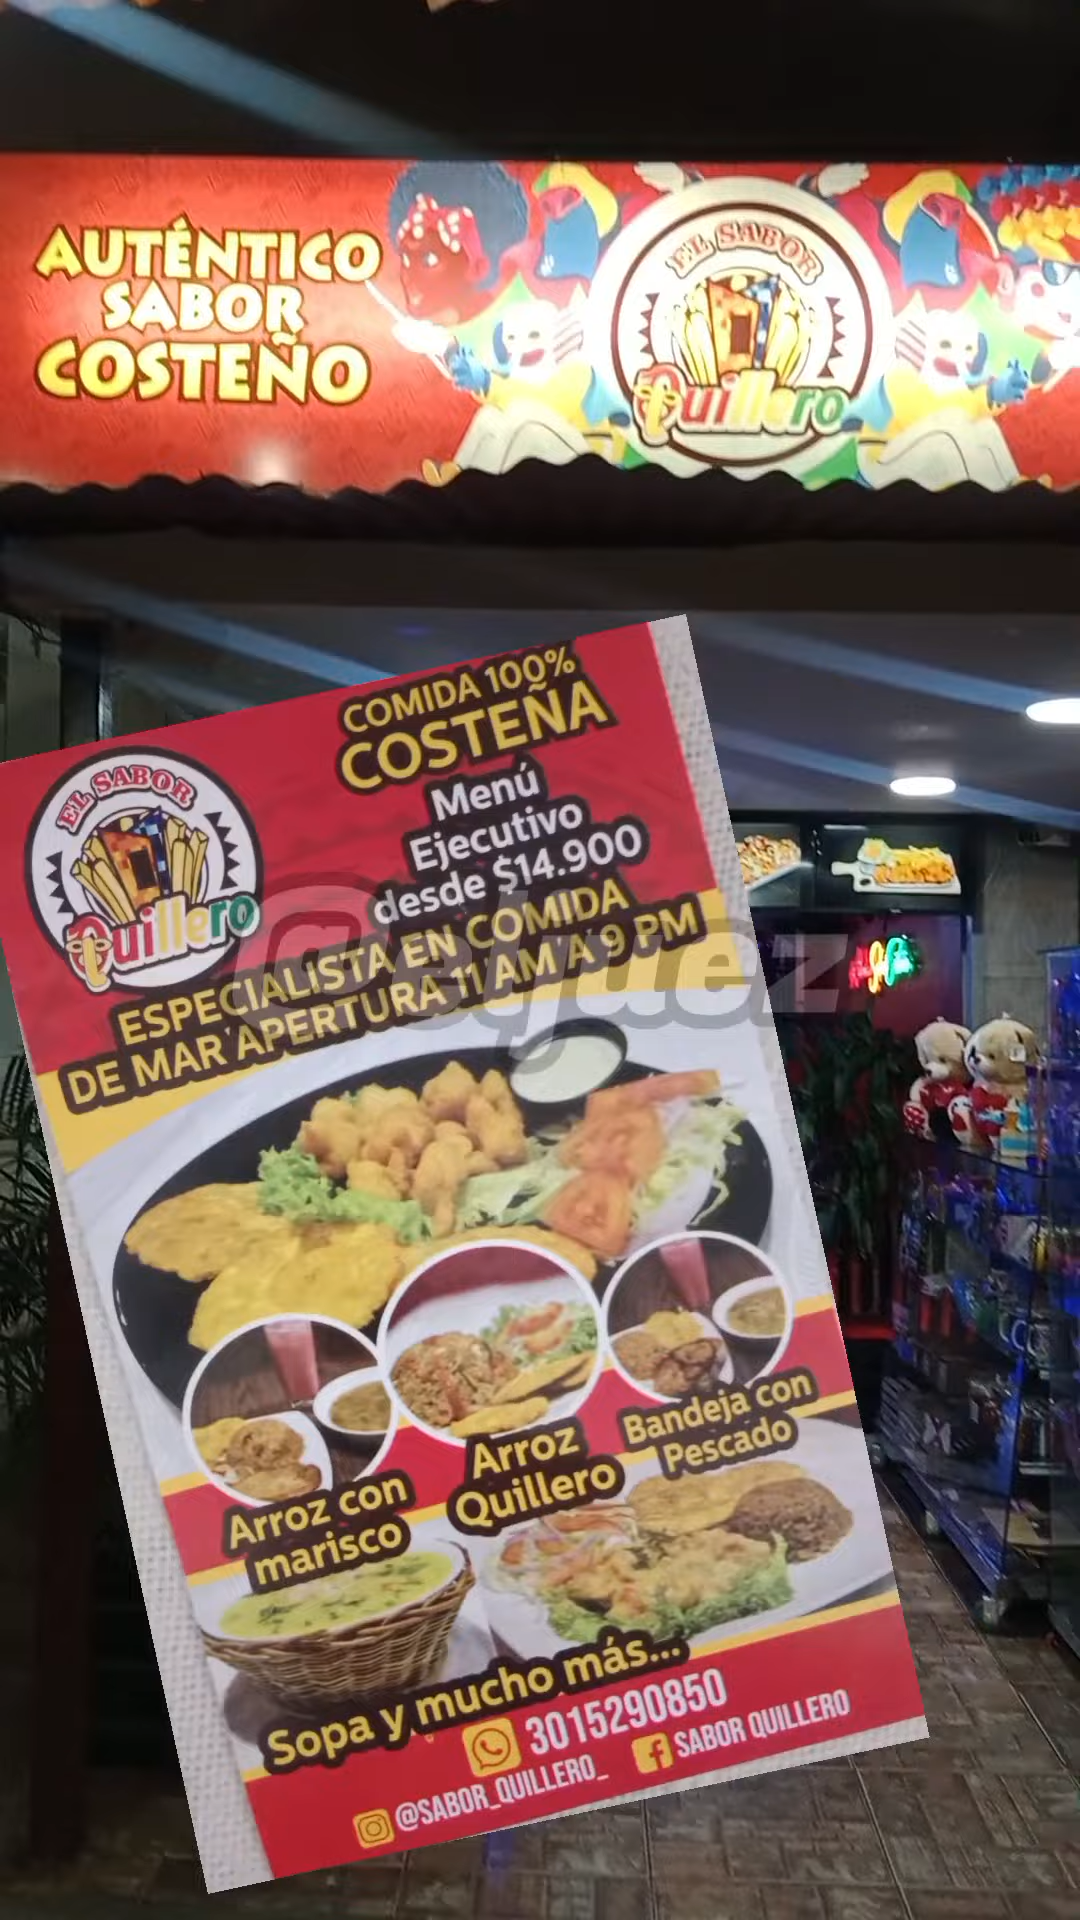 AUTÉNTICO
SABOR
COSTEÑO
EL SABOR
Quillero
COMIDA 100%
COSTEÑA
Menú
Ejecutivo
desde $14.900
EL SABOR
Quillero
ESPECIALISTA EN COMIDA
DE MAR APERTURA 11 AM A 9 PM
@eljuez
Arroz con
marisco
Arroz
Quillero
Bandeja con
Pescado
Sopa y mucho más...
3015290850
@SABOR_QUILLERO_
SABOR QUILLERO